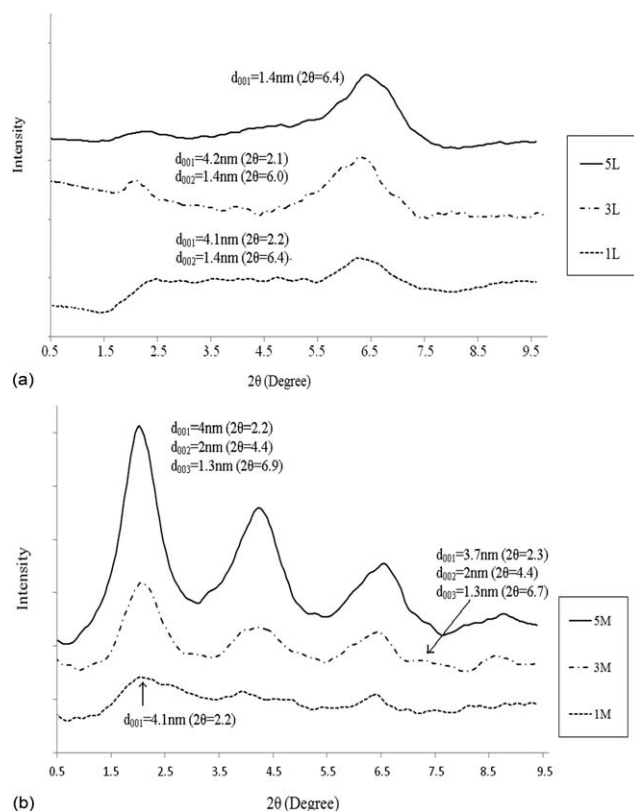 d001=1.4nm (2θ=6.4)
Intensity
d001=4.2nm (2θ=2.1)
d002=1.4nm (2θ=6.0)
d001=4.1nm (2θ=2.2)
d002=1.4nm (2θ=6.4)
5L
3L
1L
0.5 1.5 2.5 3.5 4.5 5.5 6.5 7.5 8.5 9.5
(a)
2θ (Degree)
d001=4nm (2θ=2.2)
d002=2nm (2θ=4.4)
d003=1.3nm (2θ=6.9)
Intensity
d001=3.7nm (2θ=2.3)
d002=2nm (2θ=4.4)
d003=1.3nm (2θ=6.7)
5M
3M
1M
d001=4.1nm (2θ=2.2)
0.5 1.5 2.5 3.5 4.5 5.5 6.5 7.5 8.5 9.5
(b)
2θ (Degree)